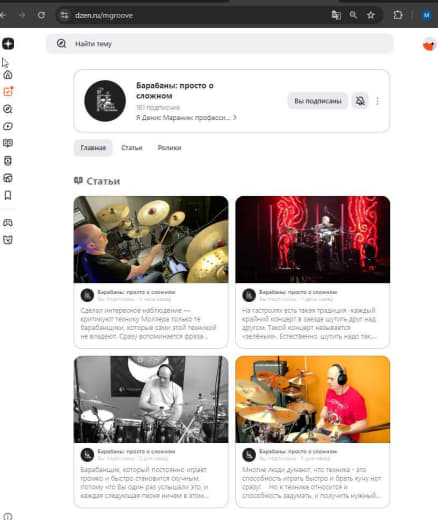 dzen.ru/mgroove
M
Найти тему
Барабаны: просто о
сложном
161 подписчик
Я Денис Мараник професси...
Вы подписаны
Главная
Статьи
Ролики
Статьи
Барабаны: просто о сложном
Вы подписаны · 3 часа назад
Сделал интересное наблюдение —
критикуют технику Моллера только те
барабанщики, которые сами этой техникой
не владеют. Сразу вспоминается фраза...
Барабаны: просто о сложном
Вы подписаны · 1 день назад
На гастролях есть такая традиция -каждый
крайний концерт в заезде шутить друг над
другом. Такой концерт называется
«зелёным». Естественно, шутить надо так,...
Барабаны: просто о сложном
Вы подписаны · 2 дня назад
Барабанщик, который постоянно играет
громко и быстро становится скучным,
потому что Вы один раз услышали это, и
каждая следующая песня ничем в этом...
Барабаны: просто о сложном
Вы подписаны · 3 дня назад
Многие люди думают, что техника - это
способность играть быстро и брать кучу нот
сразу! Но к технике относится и
способность задумать, и получить нужный...